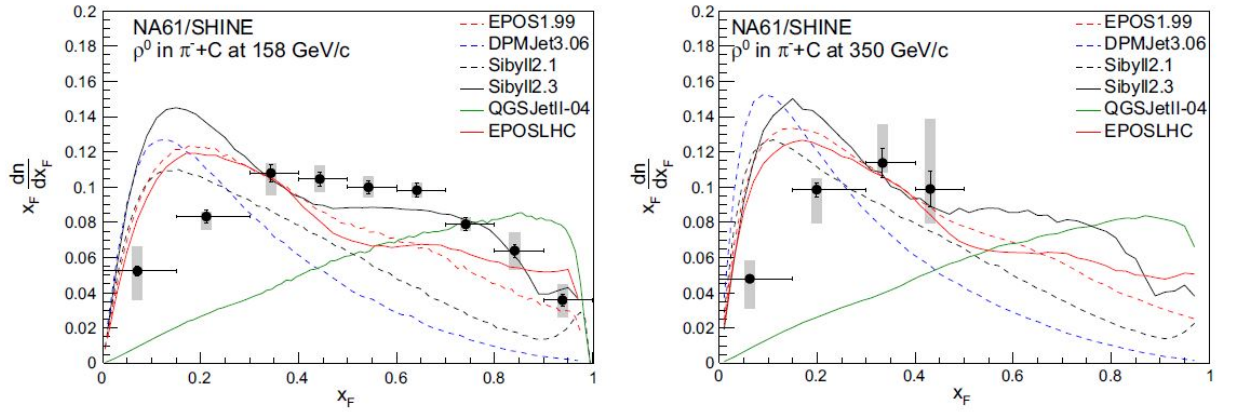 NA61/SHINE
ρ⁰ in π⁻+C at 158 GeV/c
EPOS1.99
DPMJet3.06
Sibyll2.1
Sibyll2.3
QGSJetII-04
EPOSLHC
x_F dn/dx_F
0.2
0.18
0.16
0.14
0.12
0.1
0.08
0.06
0.04
0.02
0
0 0.2 0.4 0.6 0.8 1
x_F
NA61/SHINE
ρ⁰ in π⁻+C at 350 GeV/c
EPOS1.99
DPMJet3.06
Sibyll2.1
Sibyll2.3
QGSJetII-04
EPOSLHC
x_F dn/dx_F
0.2
0.18
0.16
0.14
0.12
0.1
0.08
0.06
0.04
0.02
0
0 0.2 0.4 0.6 0.8 1
x_F